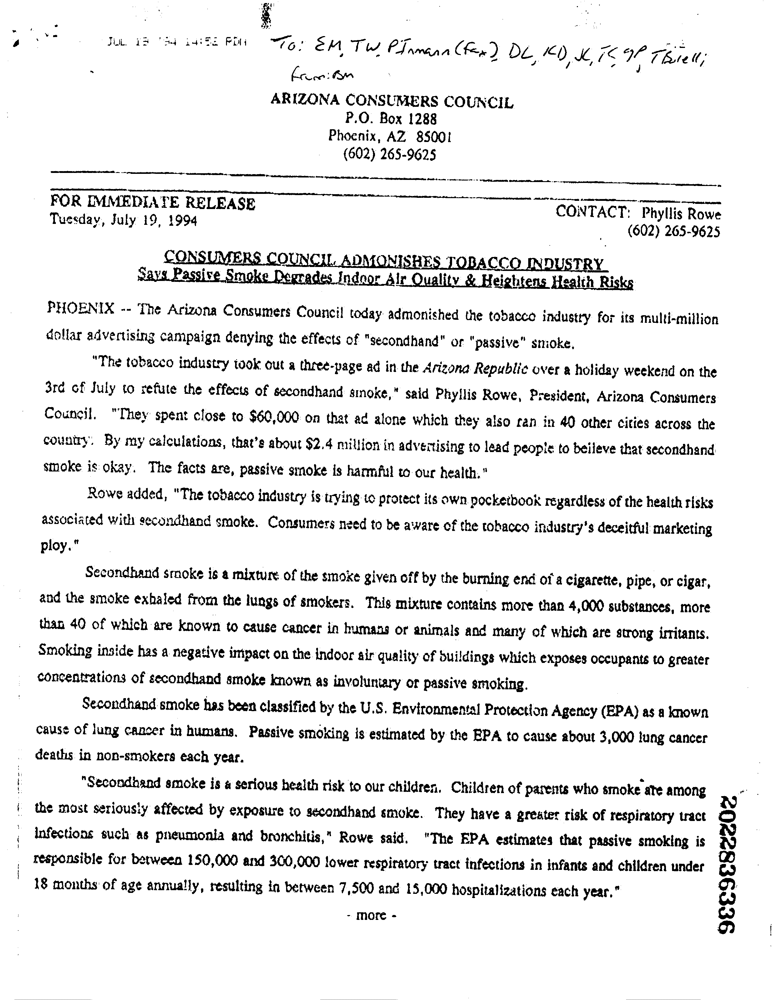 JUL 19 '94 14:52
To: EM, TW, PInmann (Fax), DL, KD, JK, TC, GP, TBorelli
from:
ARIZONA CONSUMERS COUNCIL
P.O. Box 1288
Phoenix, AZ 85001
(602) 265-9625
FOR IMMEDIATE RELEASE
Tuesday, July 19, 1994
CONTACT: Phyllis Rowe
(602) 265-9625
CONSUMERS COUNCIL ADMONISHES TOBACCO INDUSTRY
Says Passive Smoke Degrades Indoor Air Quality & Heightens Health Risks
PHOENIX -- The Arizona Consumers Council today admonished the tobacco industry for its multi-million
dollar advertising campaign denying the effects of "secondhand" or "passive" smoke.
"The tobacco industry took out a three-page ad in the Arizona Republic over a holiday weekend on the
3rd of July to refute the effects of secondhand smoke," said Phyllis Rowe, President, Arizona Consumers
Council. "They spent close to $60,000 on that ad alone which they also ran in 40 other cities across the
country. By my calculations, that's about $2.4 million in advertising to lead people to beileve that secondhand
smoke is okay. The facts are, passive smoke is harmful to our health."
Rowe added, "The tobacco industry is trying to protect its own pocketbook regardless of the health risks
associated with secondhand smoke. Consumers need to be aware of the tobacco industry's deceitful marketing
ploy."
Secondhand smoke is a mixture of the smoke given off by the burning end of a cigarette, pipe, or cigar,
and the smoke exhaled from the lungs of smokers. This mixture contains more than 4,000 substances, more
than 40 of which are known to cause cancer in humans or animals and many of which are strong irritants.
Smoking inside has a negative impact on the indoor air quality of buildings which exposes occupants to greater
concentrations of secondhand smoke known as involuntary or passive smoking.
Secondhand smoke has been classified by the U.S. Environmental Protection Agency (EPA) as a known
cause of lung cancer in humans. Passive smoking is estimated by the EPA to cause about 3,000 lung cancer
deaths in non-smokers each year.
"Secondhand smoke is a serious health risk to our children. Children of parents who smoke are among
the most seriously affected by exposure to secondhand smoke. They have a greater risk of respiratory tract
infections such as pneumonia and bronchitis," Rowe said. "The EPA estimates that passive smoking is
responsible for between 150,000 and 300,000 lower respiratory tract infections in infants and children under
18 months of age annually, resulting in between 7,500 and 15,000 hospitalizations each year."
- more -
2022836336